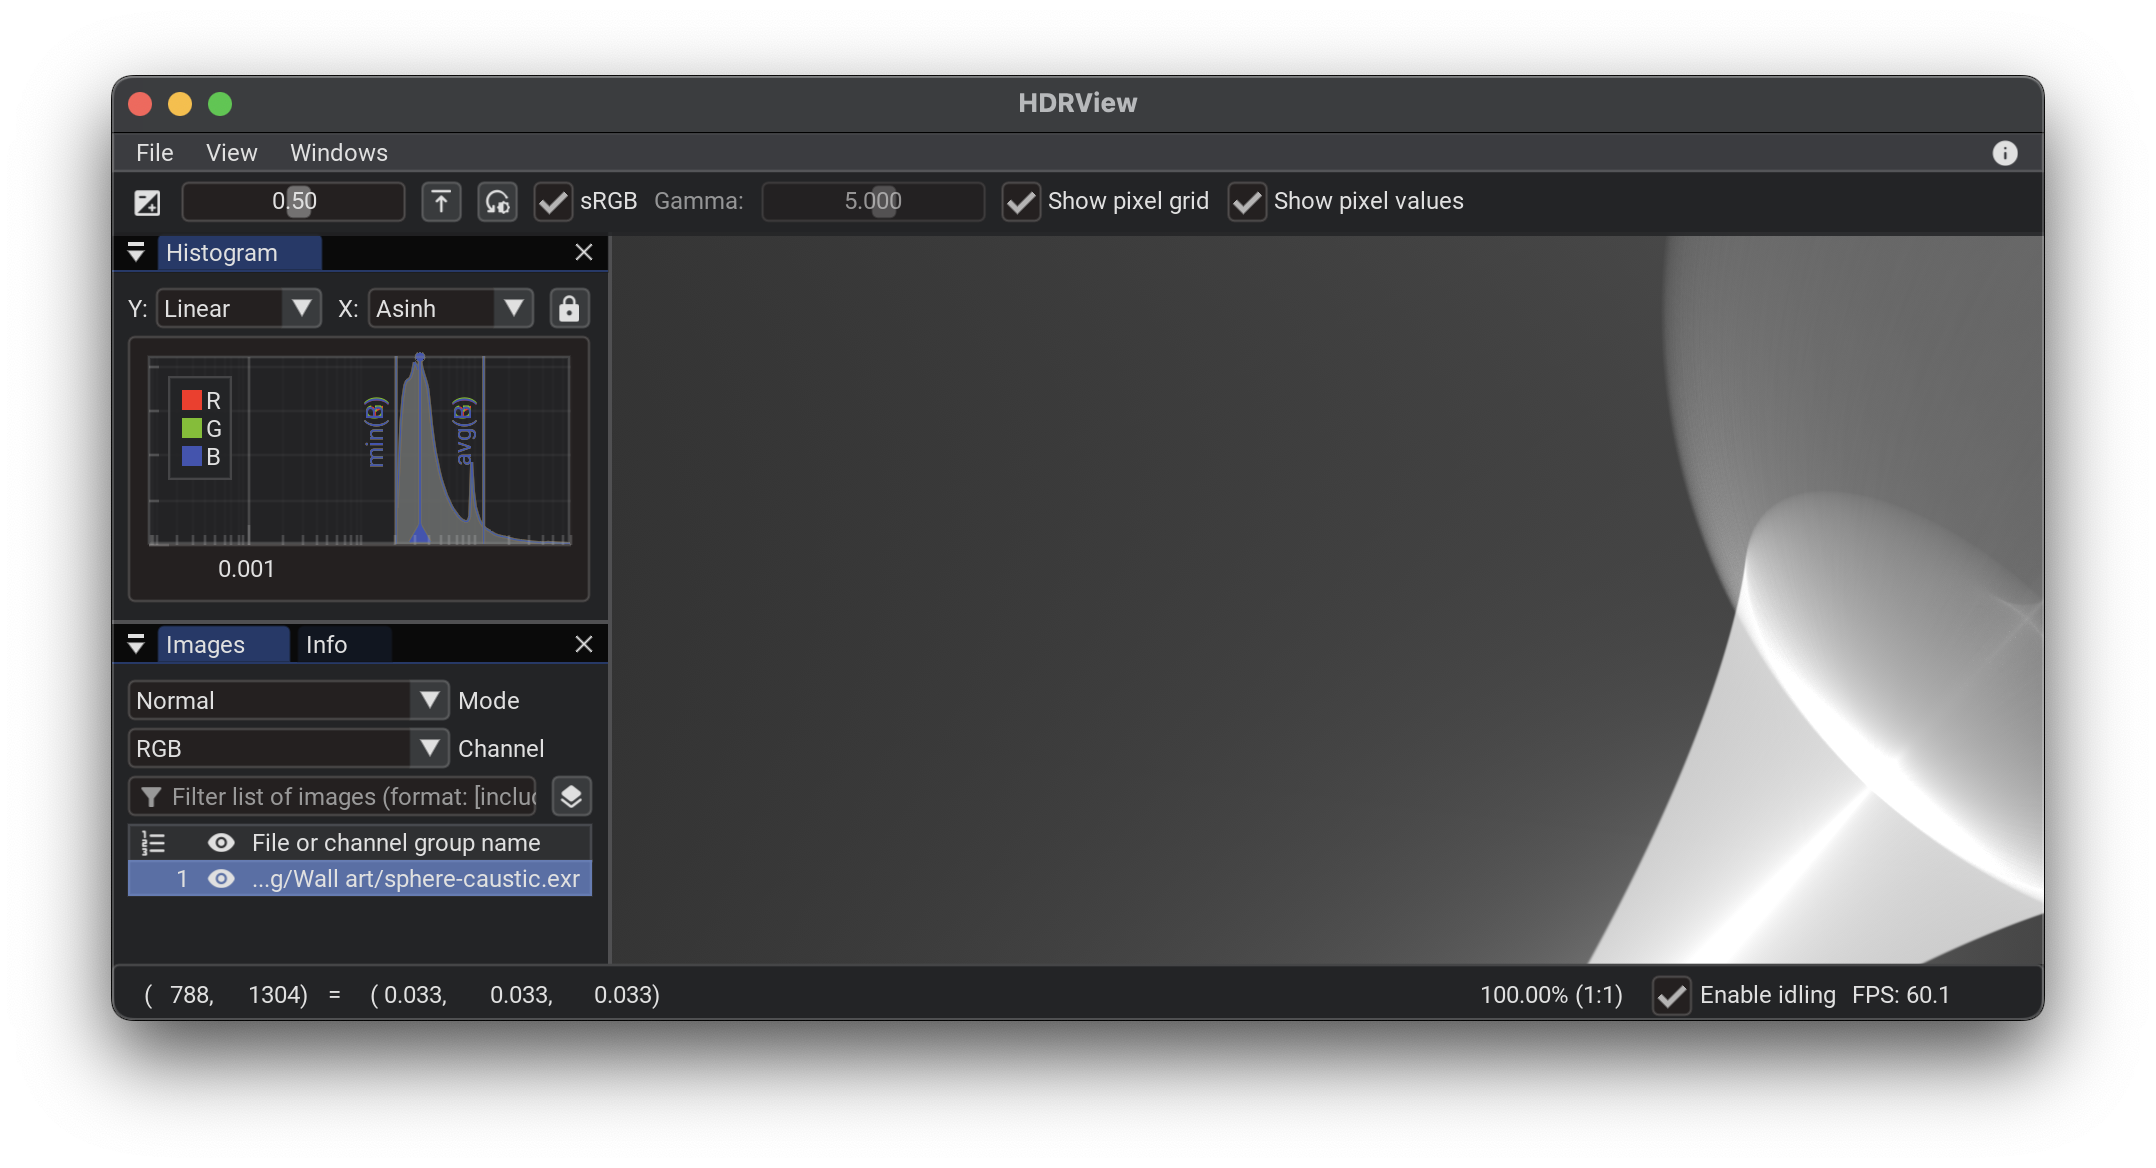 HDRView
File View Windows
0.50 sRGB Gamma: 5.000 Show pixel grid Show pixel values
Histogram
Y: Linear X: Asinh
R
G
B
min(B)
avg(B)
0.001
Images Info
Normal Mode
RGB Channel
Filter list of images (format: [includ
File or channel group name
1 ...g/Wall art/sphere-caustic.exr
( 788, 1304) = ( 0.033, 0.033, 0.033)
100.00% (1:1) Enable idling FPS: 60.1